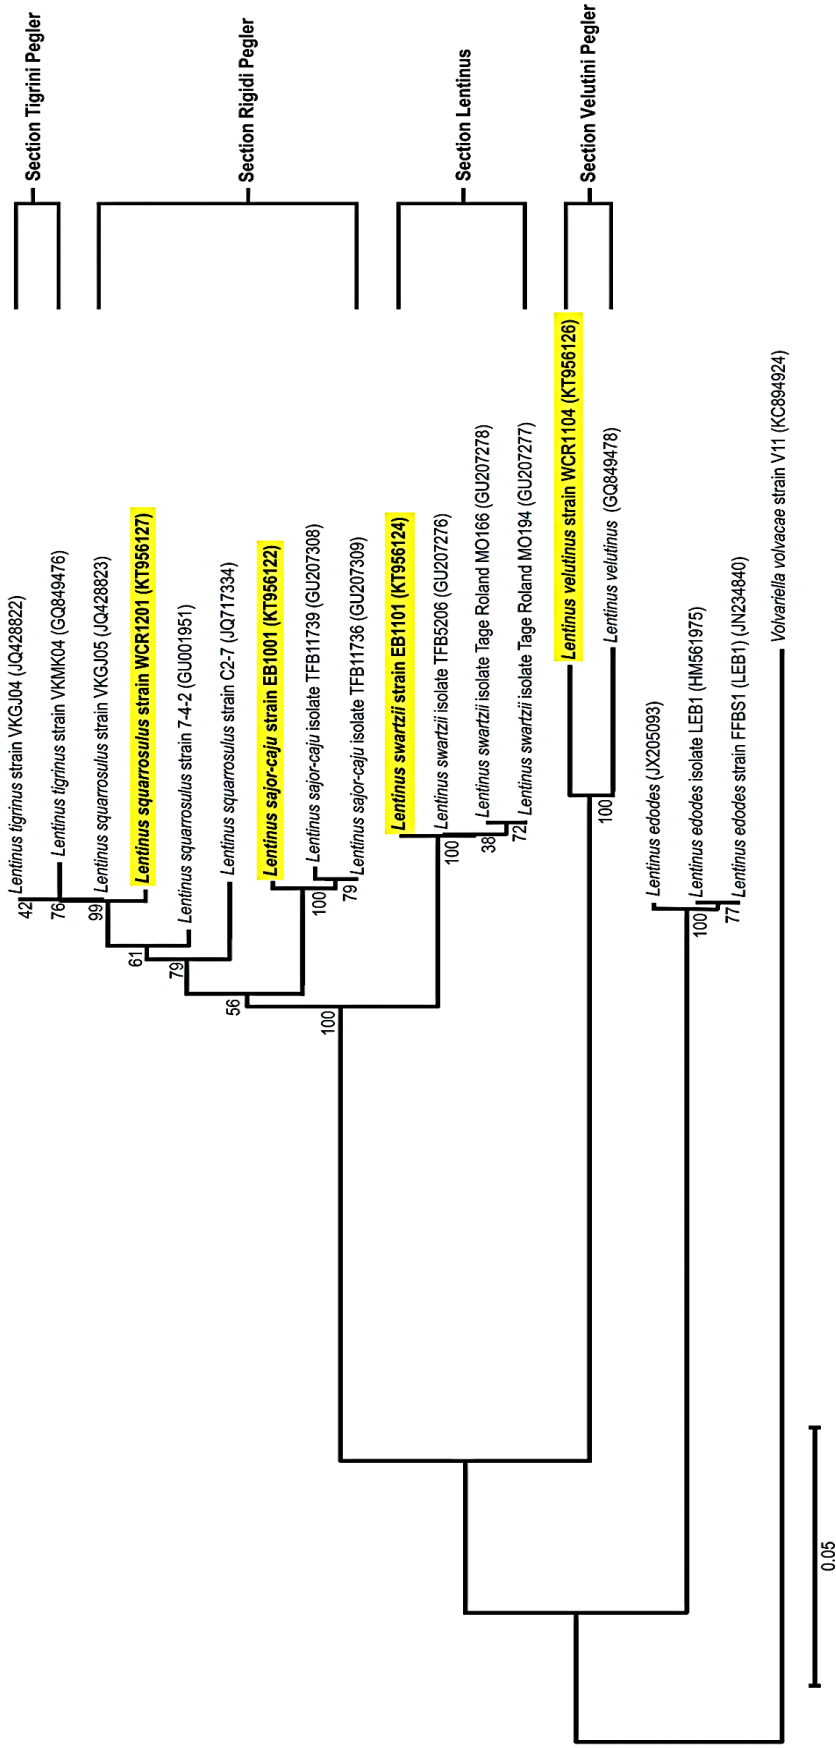 Lentinus tigrinus strain VKGJ04 (JQ428822)
Lentinus tigrinus strain VKMK04 (GQ849476)
Lentinus squarrosulus strain VKGJ05 (JQ428823)
Lentinus squarrosulus strain WCR1201 (KT956127)
Lentinus squarrosulus strain 7-4-2 (GU001951)
Lentinus squarrosulus strain C2-7 (JQ717334)
Lentinus sajor-caju strain EB1001 (KT956122)
Lentinus sajor-caju isolate TFB11739 (GU207308)
Lentinus sajor-caju isolate TFB11736 (GU207309)
Lentinus swartzii strain EB1101 (KT956124)
Lentinus swartzii isolate TFB5206 (GU207276)
Lentinus swartzii isolate Tage Roland MO166 (GU207278)
Lentinus swartzii isolate Tage Roland MO194 (GU207277)
Lentinus velutinus strain WCR1104 (KT956126)
Lentinus velutinus (GQ849478)
Lentinus edodes (JX205093)
Lentinus edodes isolate LEB1 (HM561975)
Lentinus edodes strain FFBS1 (LEB1) (JN234840)
Volvariella volvacae strain V11 (KC894924)
Section Tigrini Pegler
Section Rigidi Pegler
Section Lentinus
Section Velutini Pegler
42
76
99
61
79
56
100
100
79
100
38
72
100
100
77
0.05